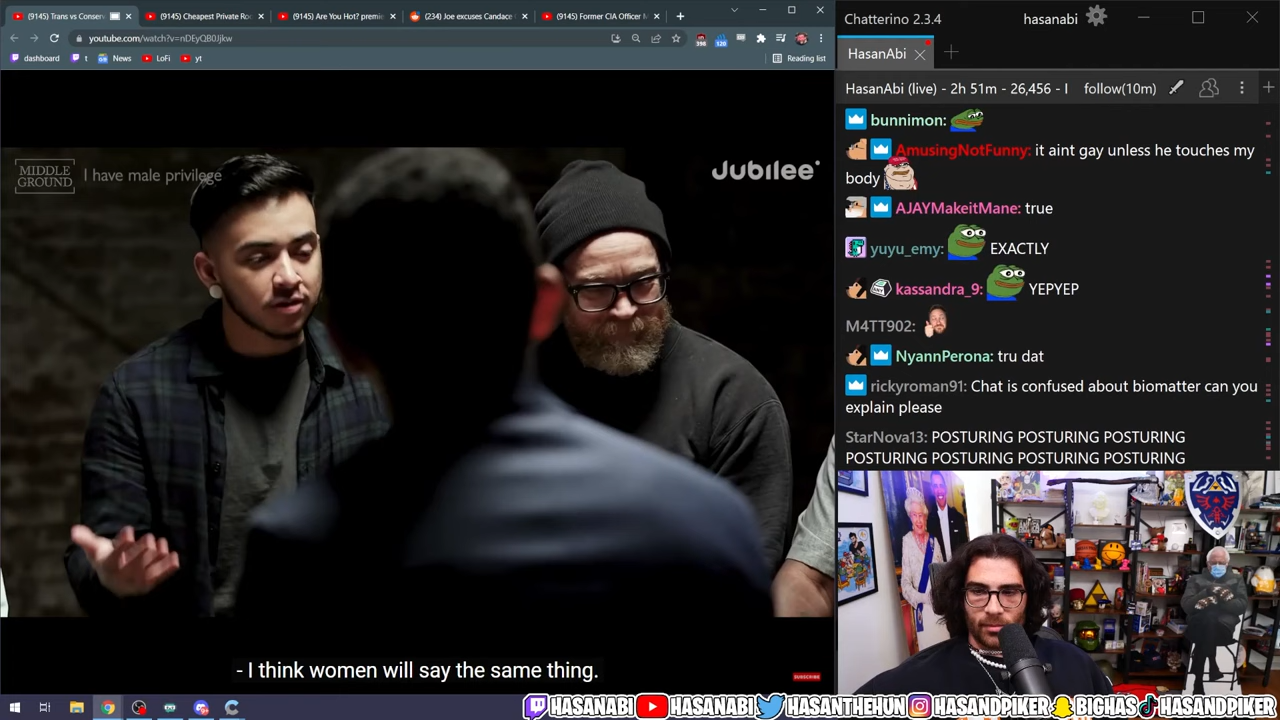 (9145) Trans vs Conserv
(9145) Cheapest Private Ro
(9145) Are You Hot? premi
(234) Joe excuses Candace
(9145) Former CIA Officer M
youtube.com/watch?v=nDEyQB0Jjkw
398
120
dashboard
t
News
LoFi
yt
Reading list
MIDDLE
GROUND
I have male privilege
Jubilee
- I think women will say the same thing.
SUBSCRIBE
Chatterino 2.3.4
hasanabi
HasanAbi
HasanAbi (live) - 2h 51m - 26,456 - I
follow(10m)
bunnimon:
AmusingNotFunny: it aint gay unless he touches my
body
AJAYMakeitMane: true
yuyu_emy: EXACTLY
kassandra_9: YEPYEP
M4TT902:
NyannPerona: tru dat
rickyroman91: Chat is confused about biomatter can you
explain please
StarNova13: POSTURING POSTURING POSTURING
POSTURING POSTURING POSTURING POSTURING
HASANABI
HASANABI
HASANTHEHUN
HASANDPIKER
BIGHAS
HASANDPIKER